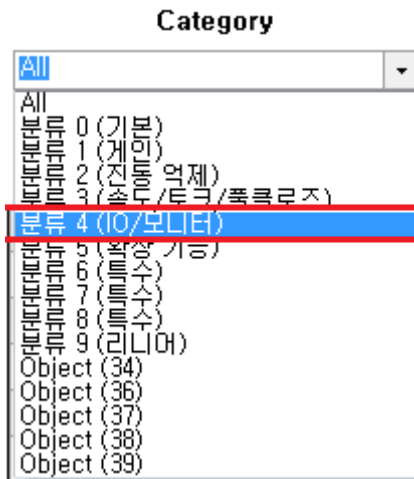 Category
All
All
분류 0 (기본)
분류 1 (게인)
분류 2 (진동 억제)
분류 3 (속도/토크/풀클로즈)
분류 4 (IO/모니터)
분류 5 (확장 기능)
분류 6 (특수)
분류 7 (특수)
분류 8 (특수)
분류 9 (리니어)
Object (34)
Object (36)
Object (37)
Object (38)
Object (39)